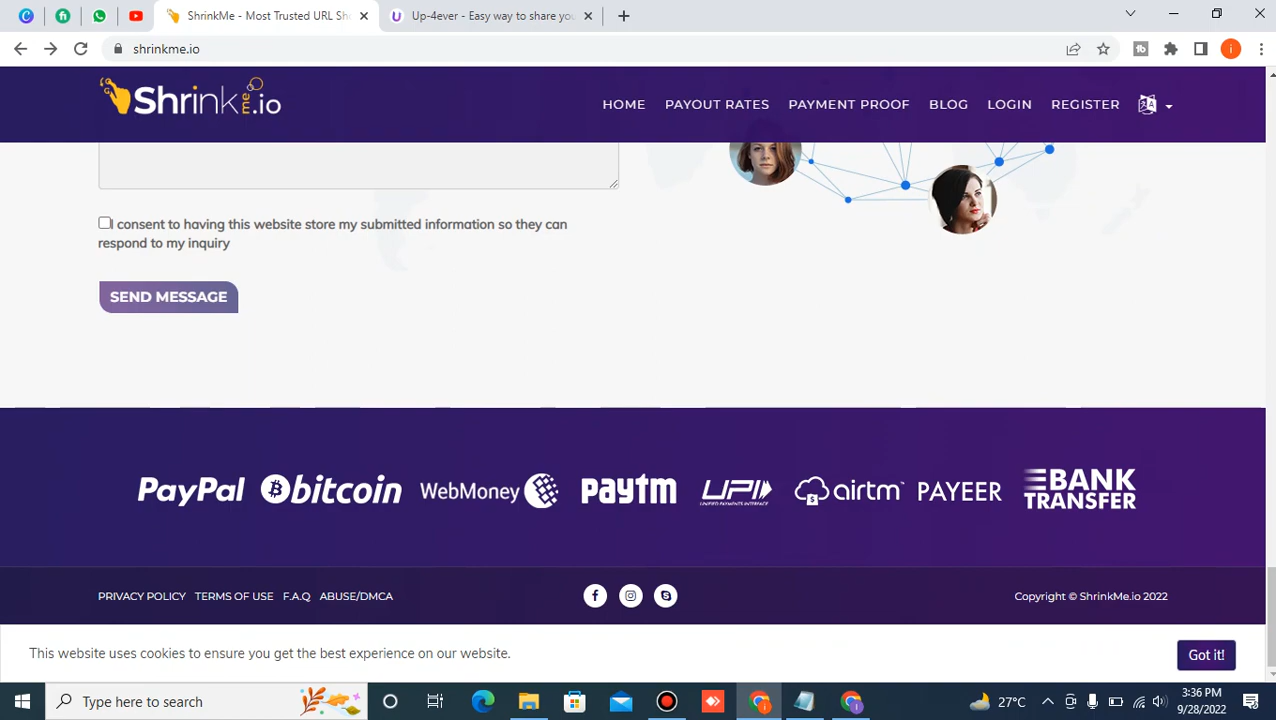 ShrinkMe - Most Trusted URL Sh
Up-4ever - Easy way to share you
shrinkme.io
Shrinkme.io
HOME
PAYOUT RATES
PAYMENT PROOF
BLOG
LOGIN
REGISTER
I consent to having this website store my submitted information so they can
respond to my inquiry
SEND MESSAGE
PayPal
bitcoin
WebMoney
paytm
UPI
UNIFIED PAYMENTS INTERFACE
airtm
PAYEER
BANK
TRANSFER
PRIVACY POLICY
TERMS OF USE
F.A.Q
ABUSE/DMCA
Copyright © ShrinkMe.io 2022
This website uses cookies to ensure you get the best experience on our website.
Got it!
Type here to search
27°C
3:36 PM
9/28/2022